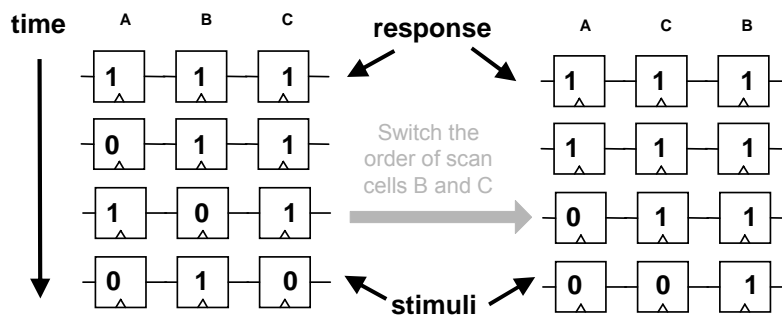 time A B C response A C B
1 1 1 1 1 1
0 1 1 1 1 1
Switch the
order of scan
cells B and C
1 0 1 0 1 1
0 1 0 0 0 1
stimuli